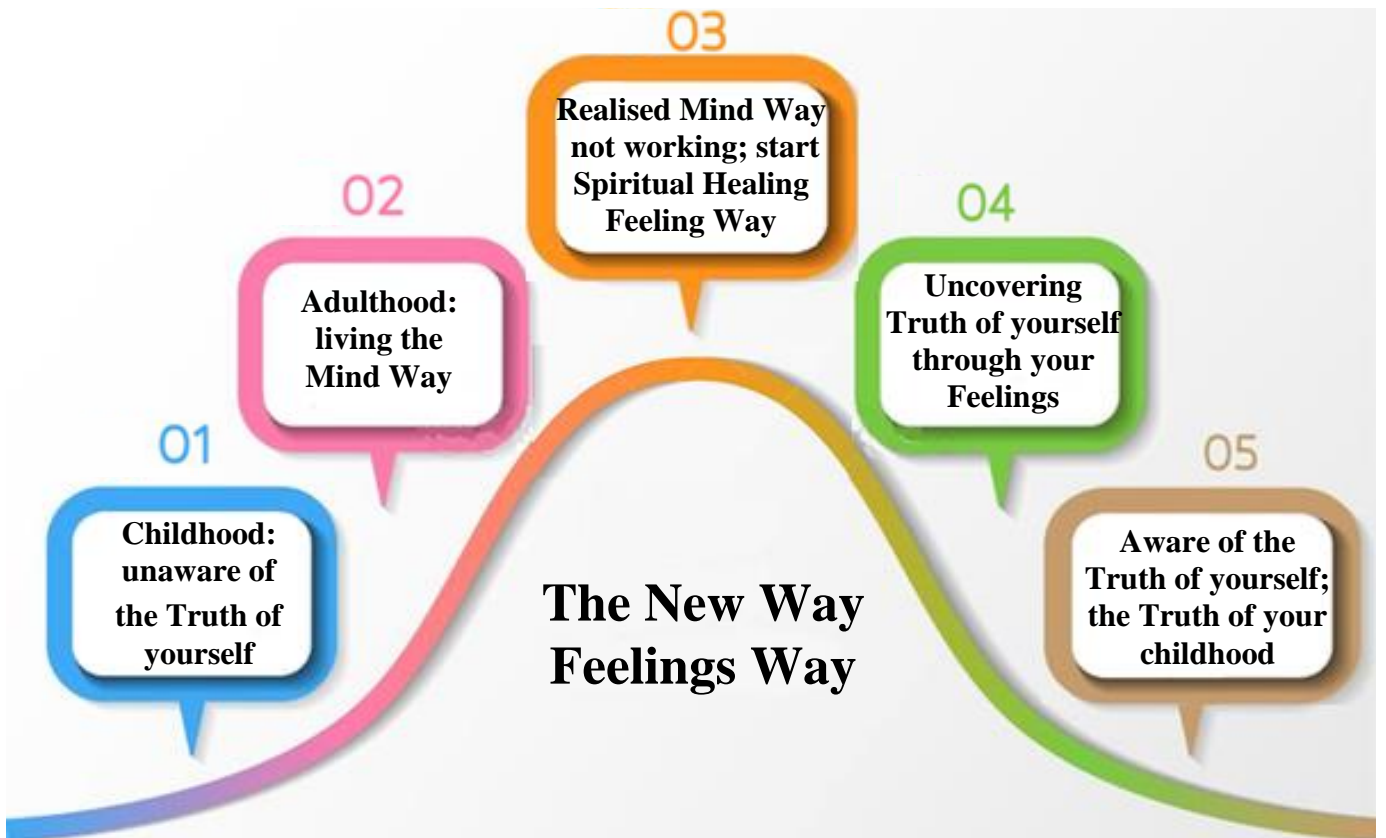 01
Childhood:
unaware of
the Truth of
yourself
02
Adulthood:
living the
Mind Way
03
Realised Mind Way
not working; start
Spiritual Healing
Feeling Way
04
Uncovering
Truth of yourself
through your
Feelings
05
Aware of the
Truth of yourself;
the Truth of your
childhood
The New Way
Feelings Way